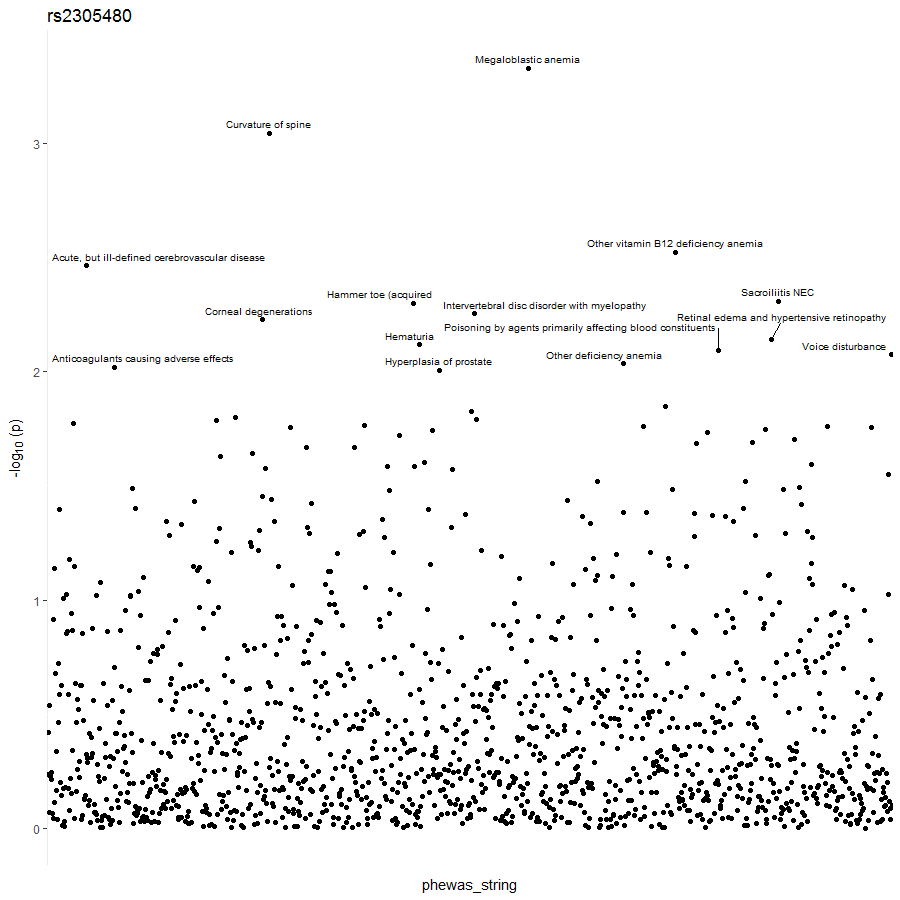 rs2305480
Megaloblastic anemia
Curvature of spine
3
Other vitamin B12 deficiency anemia
Acute, but ill-defined cerebrovascular disease
Hammer toe (acquired
Sacroiliitis NEC
Corneal degenerations
Intervertebral disc disorder with myelopathy
Retinal edema and hypertensive retinopathy
Poisoning by agents primarily affecting blood constituents
Hematuria
Voice disturbance
Anticoagulants causing adverse effects
Hyperplasia of prostate
Other deficiency anemia
2
-log10 (p)
1
0
phewas_string